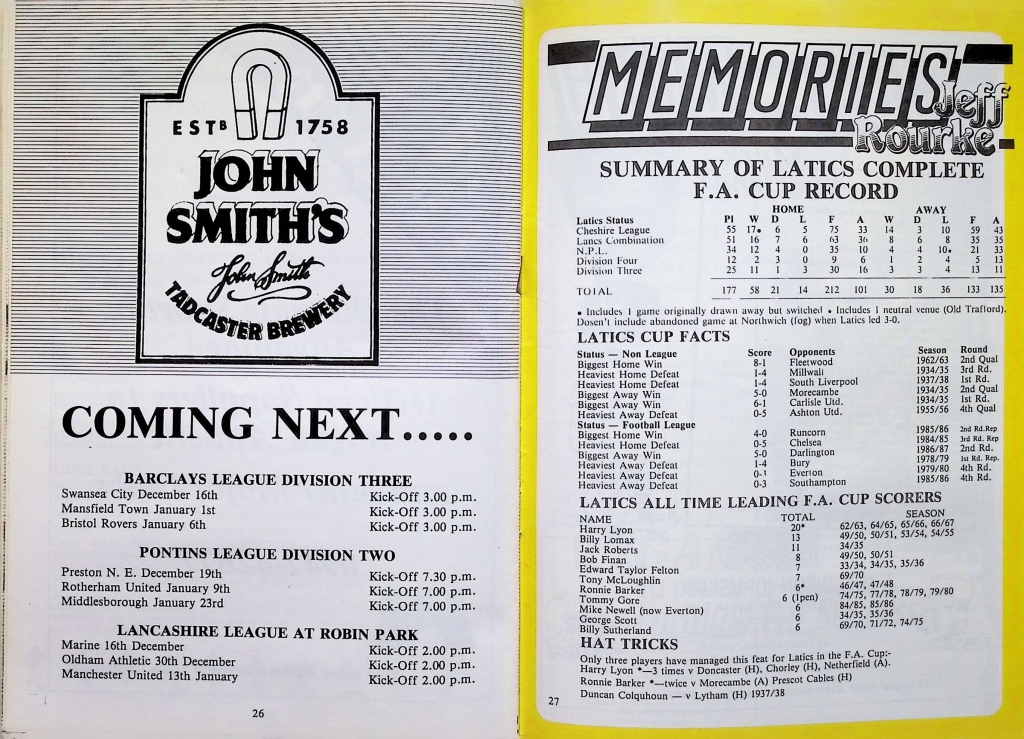 ESTB 1758
JOHN
SMITH'S
John Smith
TADCASTER BREWERY
COMING NEXT.....
BARCLAYS LEAGUE DIVISION THREE
Swansea City December 16th Kick-Off 3.00 p.m.
Mansfield Town January 1st Kick-Off 3.00 p.m.
Bristol Rovers January 6th Kick-Off 3.00 p.m.
PONTINS LEAGUE DIVISION TWO
Preston N. E. December 19th Kick-Off 7.30 p.m.
Rotherham United January 9th Kick-Off 7.00 p.m.
Middlesborough January 23rd Kick-Off 7.00 p.m.
LANCASHIRE LEAGUE AT ROBIN PARK
Marine 16th December Kick-Off 2.00 p.m.
Oldham Athletic 30th December Kick-Off 2.00 p.m.
Manchester United 13th January Kick-Off 2.00 p.m.
26
MEMORIES
Jeff
Rourke
SUMMARY OF LATICS COMPLETE
F.A. CUP RECORD
HOME AWAY
Latics Status Pl W D L F A W D L F A
Cheshire League 55 17• 6 5 75 33 14 3 10 59 43
Lancs Combination 51 16 7 6 63 36 8 6 8 35 35
N.P.L. 34 12 4 0 35 10 4 4 10• 21 33
Division Four 12 2 3 0 9 6 1 2 4 5 13
Division Three 25 11 1 3 30 16 3 3 4 13 11
TOTAL 177 58 21 14 212 101 30 18 36 133 135
• Includes 1 game originally drawn away but switched • Includes 1 neutral venue (Old Trafford).
Dosen't include abandoned game at Northwich (fog) when Latics led 3-0.
LATICS CUP FACTS
Status — Non League Score Opponents Season Round
Biggest Home Win 8-1 Fleetwood 1962/63 2nd Qual
Heaviest Home Defeat 1-4 Millwall 1934/35 3rd Rd.
Heaviest Home Defeat 1-4 South Liverpool 1937/38 1st Rd.
Biggest Away Win 5-0 Morecambe 1934/35 2nd Qual
Biggest Away Win 6-1 Carlisle Utd. 1934/35 1st Rd.
Heaviest Away Defeat 0-5 Ashton Utd. 1955/56 4th Qual
Status — Football League
Biggest Home Win 4-0 Runcorn 1985/86 2nd Rd.Rep
Heaviest Home Defeat 0-5 Chelsea 1984/85 3rd Rd. Rep
Biggest Away Win 5-0 Darlington 1986/87 2nd Rd.
Heaviest Away Defeat 1-4 Bury 1978/79 1st Rd. Rep.
Heaviest Away Defeat 0-3 Everton 1979/80 4th Rd.
Heaviest Away Defeat 0-3 Southampton 1985/86 4th Rd.
LATICS ALL TIME LEADING F.A. CUP SCORERS
NAME TOTAL SEASON
Harry Lyon 20* 62/63, 64/65, 65/66, 66/67
Billy Lomax 13 49/50, 50/51, 53/54, 54/55
Jack Roberts 11 34/35
Bob Finan 8 49/50, 50/51
Edward Taylor Felton 7 33/34, 34/35, 35/36
Tony McLoughlin 7 69/70
Ronnie Barker 6* 46/47, 47/48
Tommy Gore 6 (1pen) 74/75, 77/78, 78/79, 79/80
Mike Newell (now Everton) 6 84/85, 85/86
George Scott 6 34/35, 35/36
Billy Sutherland 6 69/70, 71/72, 74/75
HAT TRICKS
Only three players have managed this feat for Latics in the F.A. Cup:-
Harry Lyon *—3 times v Doncaster (H), Chorley (H), Netherfield (A).
Ronnie Barker *—twice v Morecambe (A) Prescot Cables (H)
Duncan Colquhoun — v Lytham (H) 1937/38
27